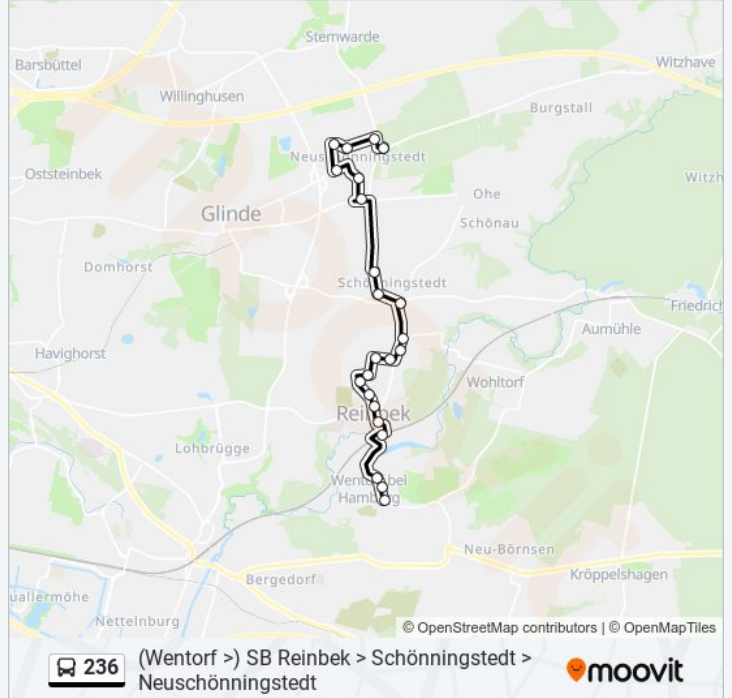 Stemwarde
Barsbüttel
Witzhave
Willinghusen
Burgstall
Neuschönningstedt
Oststeinbek
Witzh
Ohe
Glinde
Schönau
Domhorst
Schönningstedt
Friedrich
Aumühle
Havighorst
Wohltorf
Reinbek
Lohbrügge
Wentorf bei
Hamburg
Neu-Börnsen
Kröppelshagen
Bergedorf
uallermöhe
Nettelnburg
© OpenStreetMap contributors | © OpenMapTiles
236
(Wentorf >) SB Reinbek > Schönningstedt >
Neuschönningstedt
moovit